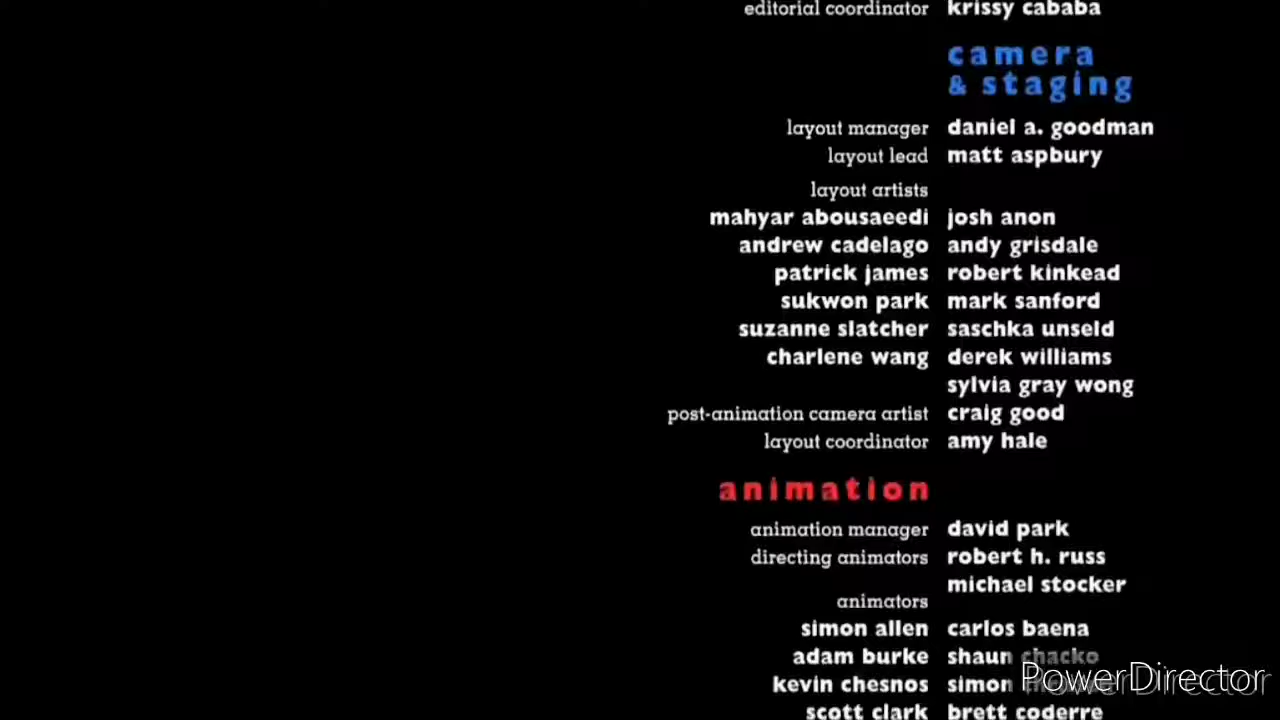 editorial coordinator krissy cababa
camera
& staging
layout manager daniel a. goodman
layout lead matt aspbury
layout artists
mahyar abousaeedi josh anon
andrew cadelago andy grisdale
patrick james robert kinkead
sukwon park mark sanford
suzanne slatcher saschka unseld
charlene wang derek williams
sylvia gray wong
post-animation camera artist craig good
layout coordinator amy hale
animation
animation manager david park
directing animators robert h. russ
michael stocker
animators
simon allen carlos baena
adam burke shaun chacko
kevin chesnos simon
scott clark brett coderre
PowerDirector